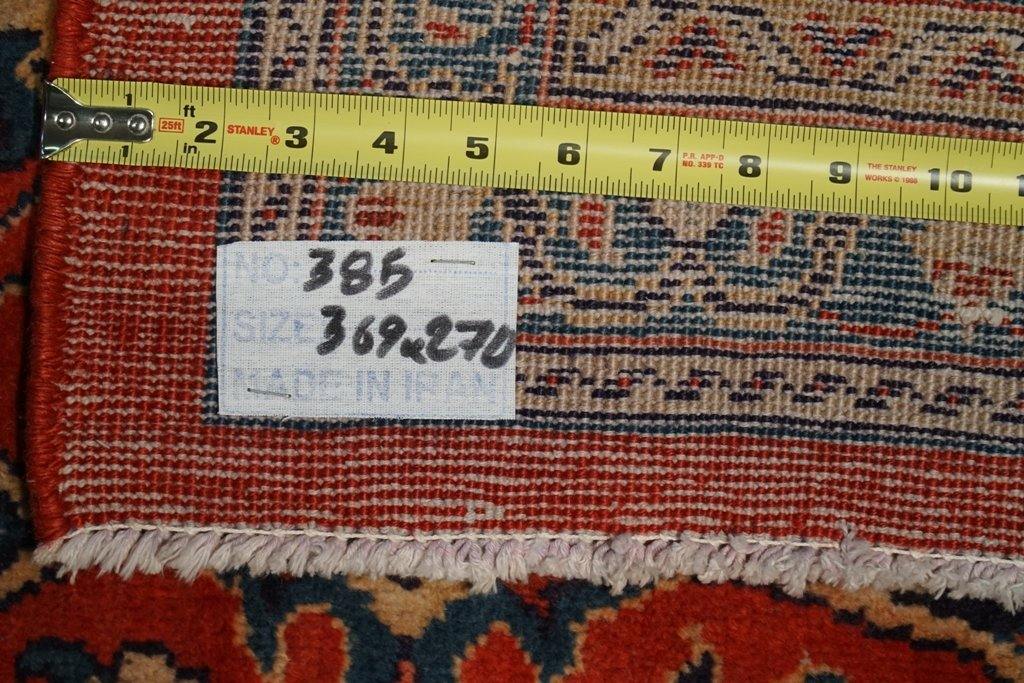 1 ft 25ft 2 STANLEY® 3 4 5 6 7 P.R. APP-D 8 9 THE STANLEY 10
1 in NO. 339 TC WORKS © 1986
NO: 385
SIZE 369x270
MADE IN IRAN